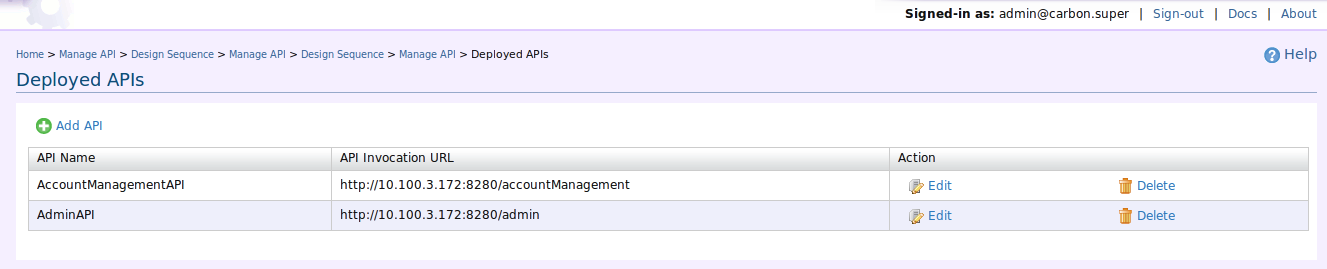 Signed-in as: admin@carbon.super | Sign-out | Docs | About
Home > Manage API > Design Sequence > Manage API > Design Sequence > Manage API > Deployed APIs
Help
Deployed APIs
Add API
API Name API Invocation URL Action
AccountManagementAPI http://10.100.3.172:8280/accountManagement Edit Delete
AdminAPI http://10.100.3.172:8280/admin Edit Delete